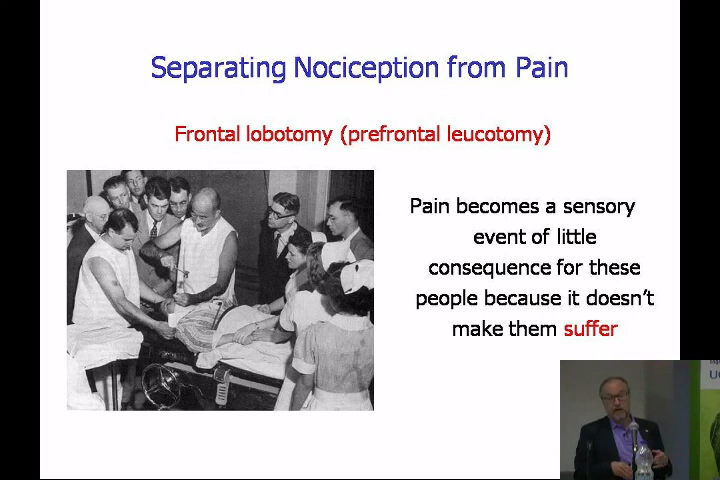 Separating Nociception from Pain
Frontal lobotomy (prefrontal leucotomy)
Pain becomes a sensory
event of little
consequence for these
people because it doesn't
make them suffer